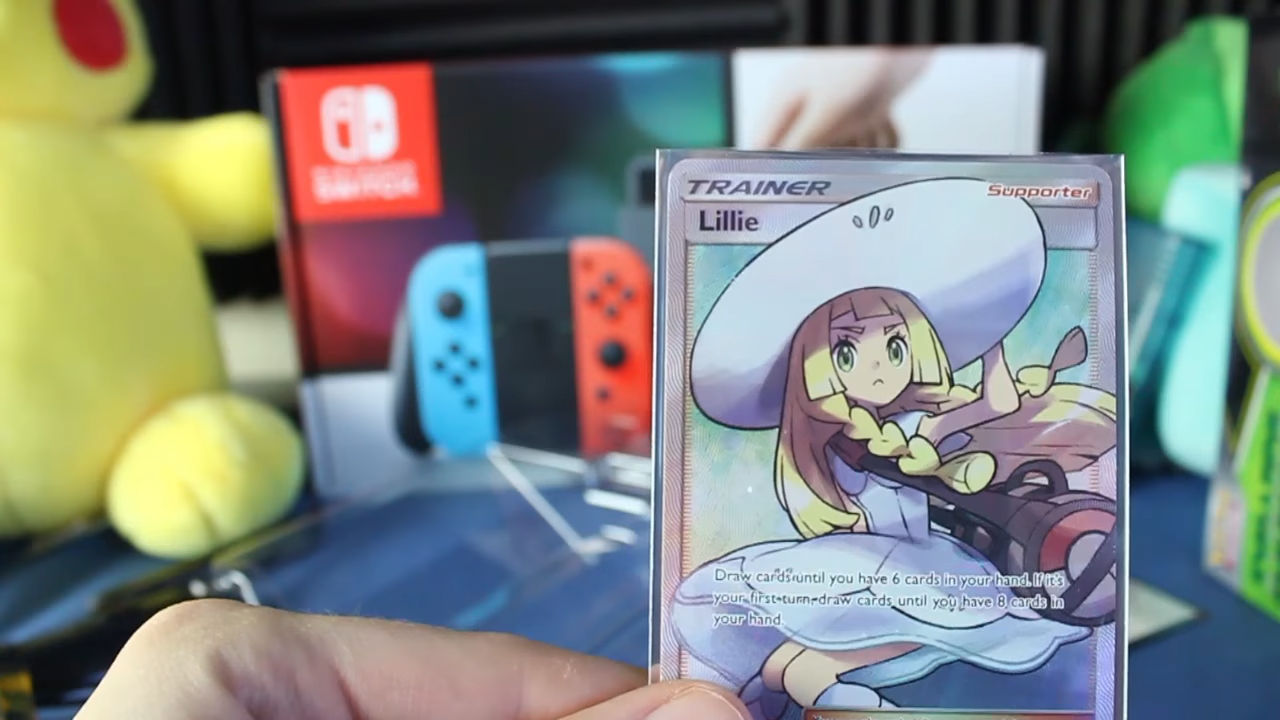 SWITCH
TRAINER
Supporter
Lillie
Draw cards until you have 6 cards in your hand. If it's
your first turn, draw cards until you have 8 cards in
your hand.